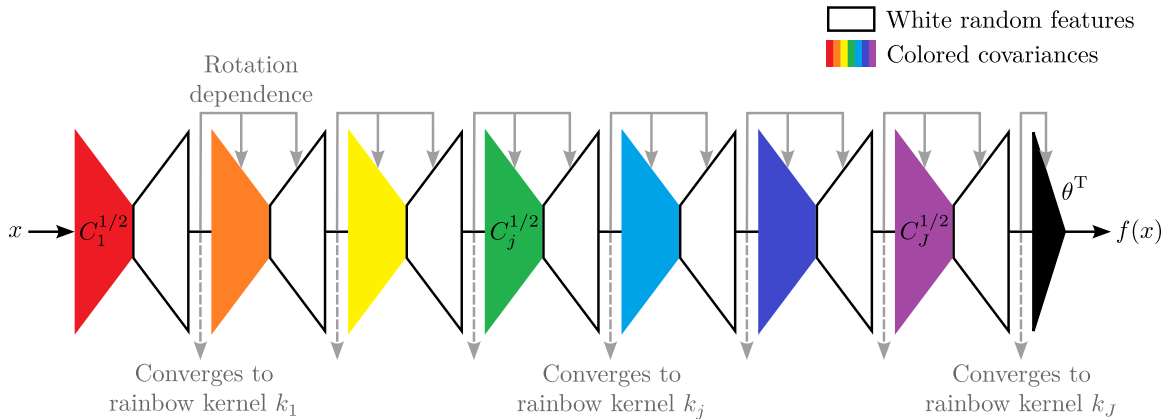 White random features
Colored covariances
Rotation
dependence
x
C_1^{1/2}
C_j^{1/2}
C_J^{1/2}
θ^T
f(x)
Converges to
rainbow kernel k_1
Converges to
rainbow kernel k_j
Converges to
rainbow kernel k_J